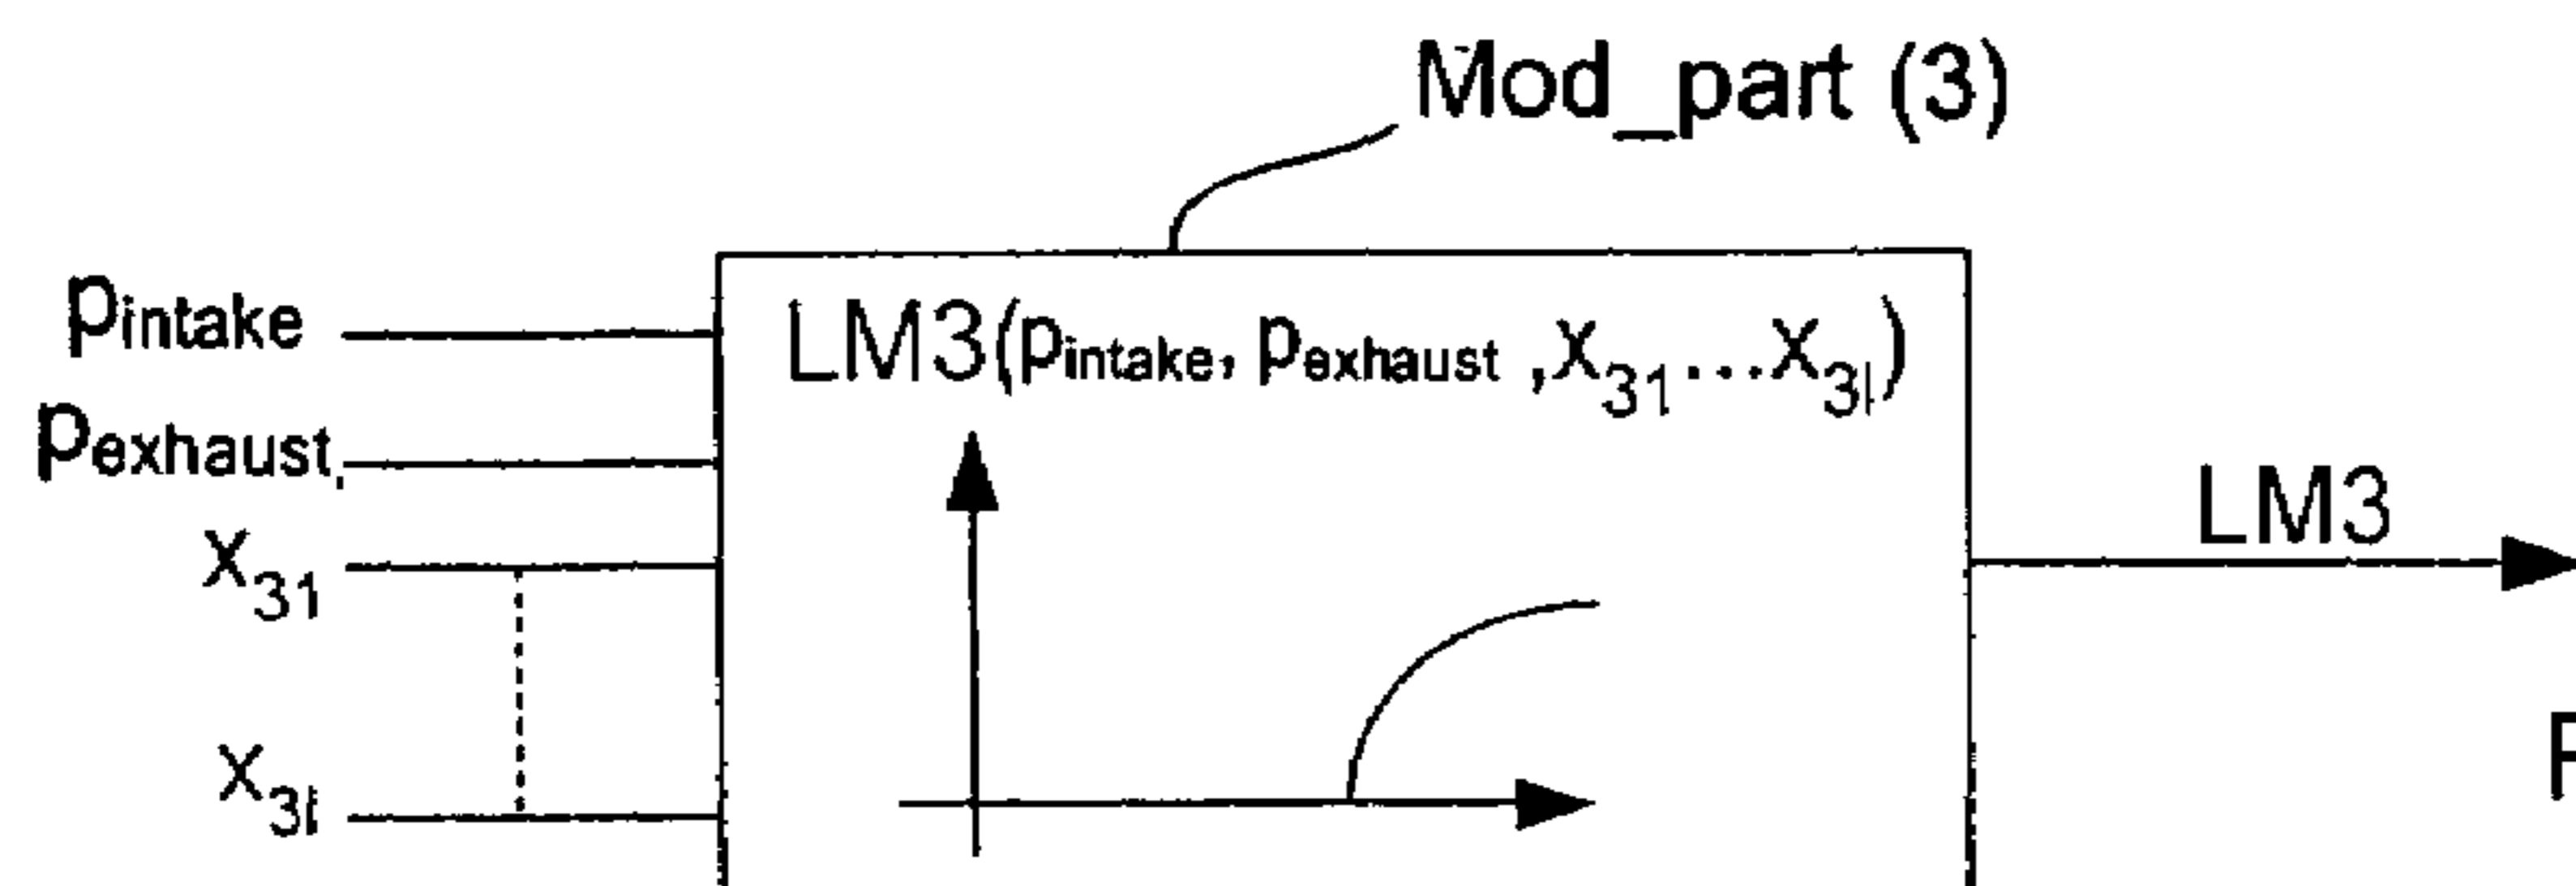 Mod_part (3)
pintake
LM3(pintake, pexhaust ,x31...x3l)
pexhaust,
x31
LM3
x3l